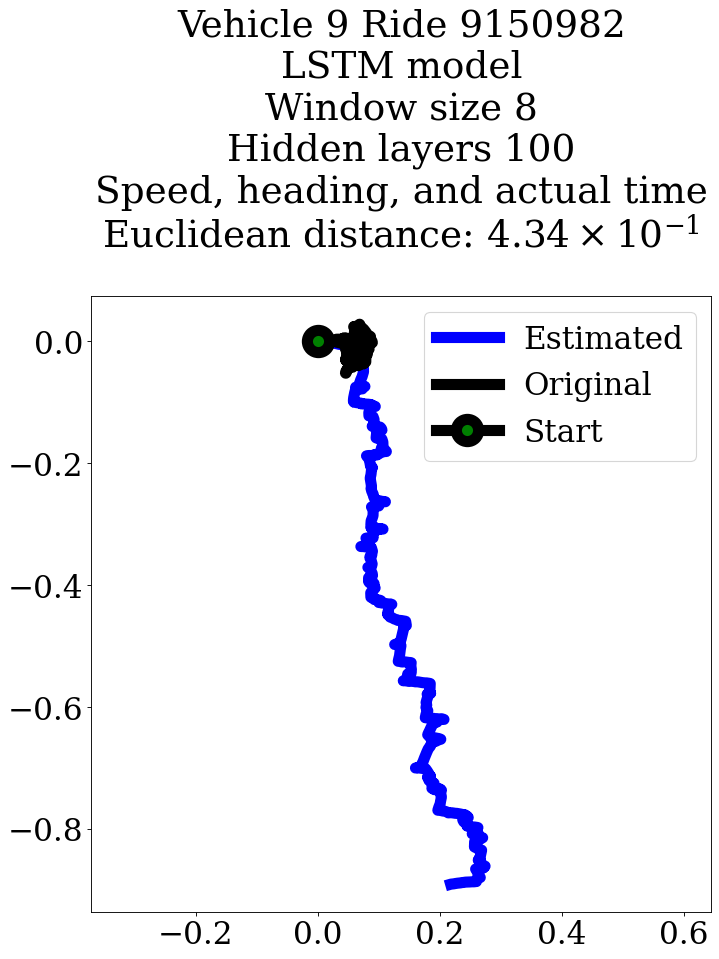 Vehicle 9 Ride 9150982
LSTM model
Window size 8
Hidden layers 100
Speed, heading, and actual time
Euclidean distance: 4.34 × 10⁻¹
Estimated
Original
Start
0.0
−0.2
−0.4
−0.6
−0.8
−0.2 0.0 0.2 0.4 0.6